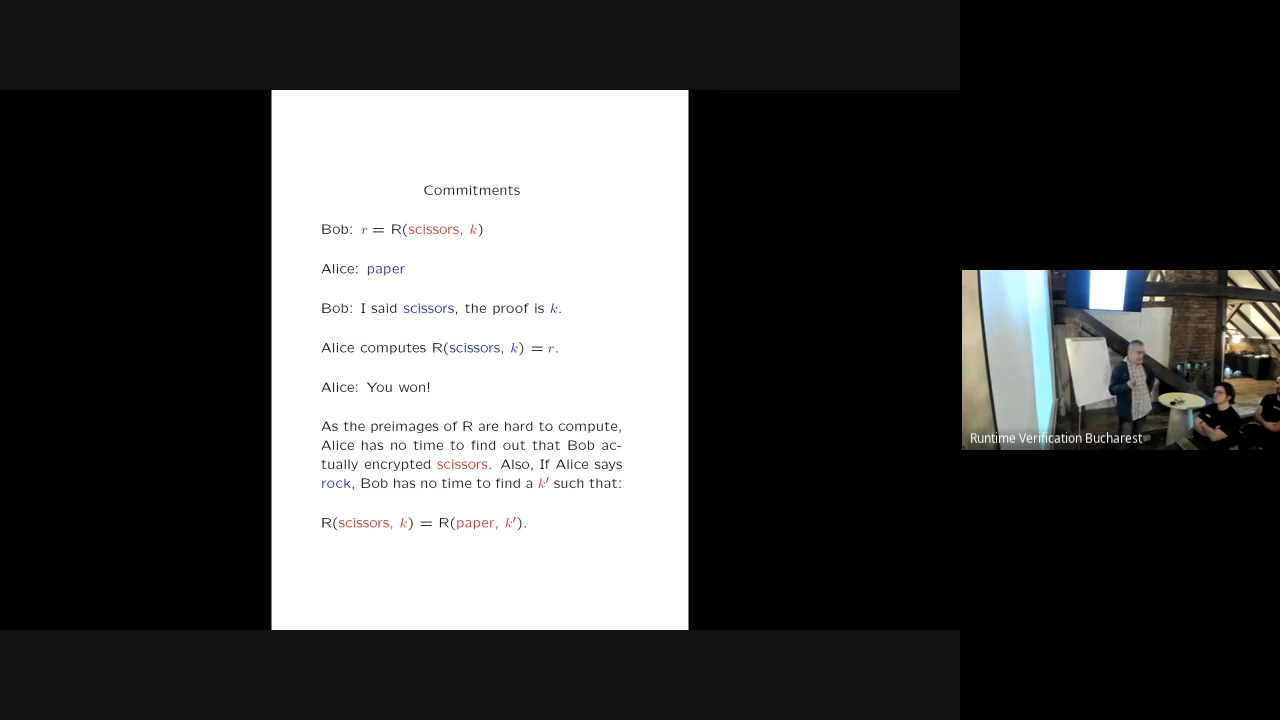 Commitments
Bob: r = R(scissors, k)
Alice: paper
Bob: I said scissors, the proof is k.
Alice computes R(scissors, k) = r.
Alice: You won!
As the preimages of R are hard to compute,
Alice has no time to find out that Bob ac-
tually encrypted scissors. Also, If Alice says
rock, Bob has no time to find a k′ such that:
R(scissors, k) = R(paper, k′).
Runtime Verification Bucharest